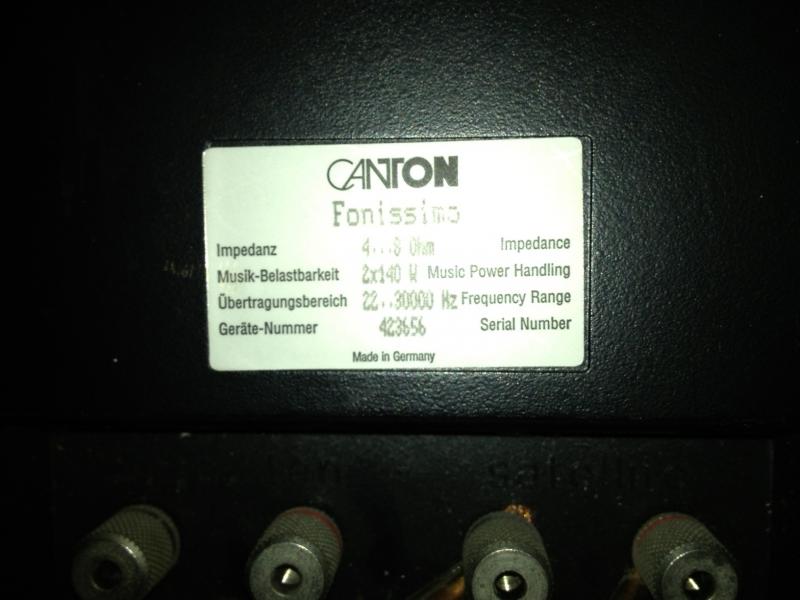 CANTON
Fonissimo
Impedanz 4...8 Ohm Impedance
Musik-Belastbarkeit 2x140 W Music Power Handling
Übertragungsbereich 22..30000 Hz Frequency Range
Geräte-Nummer 423656 Serial Number
Made in Germany